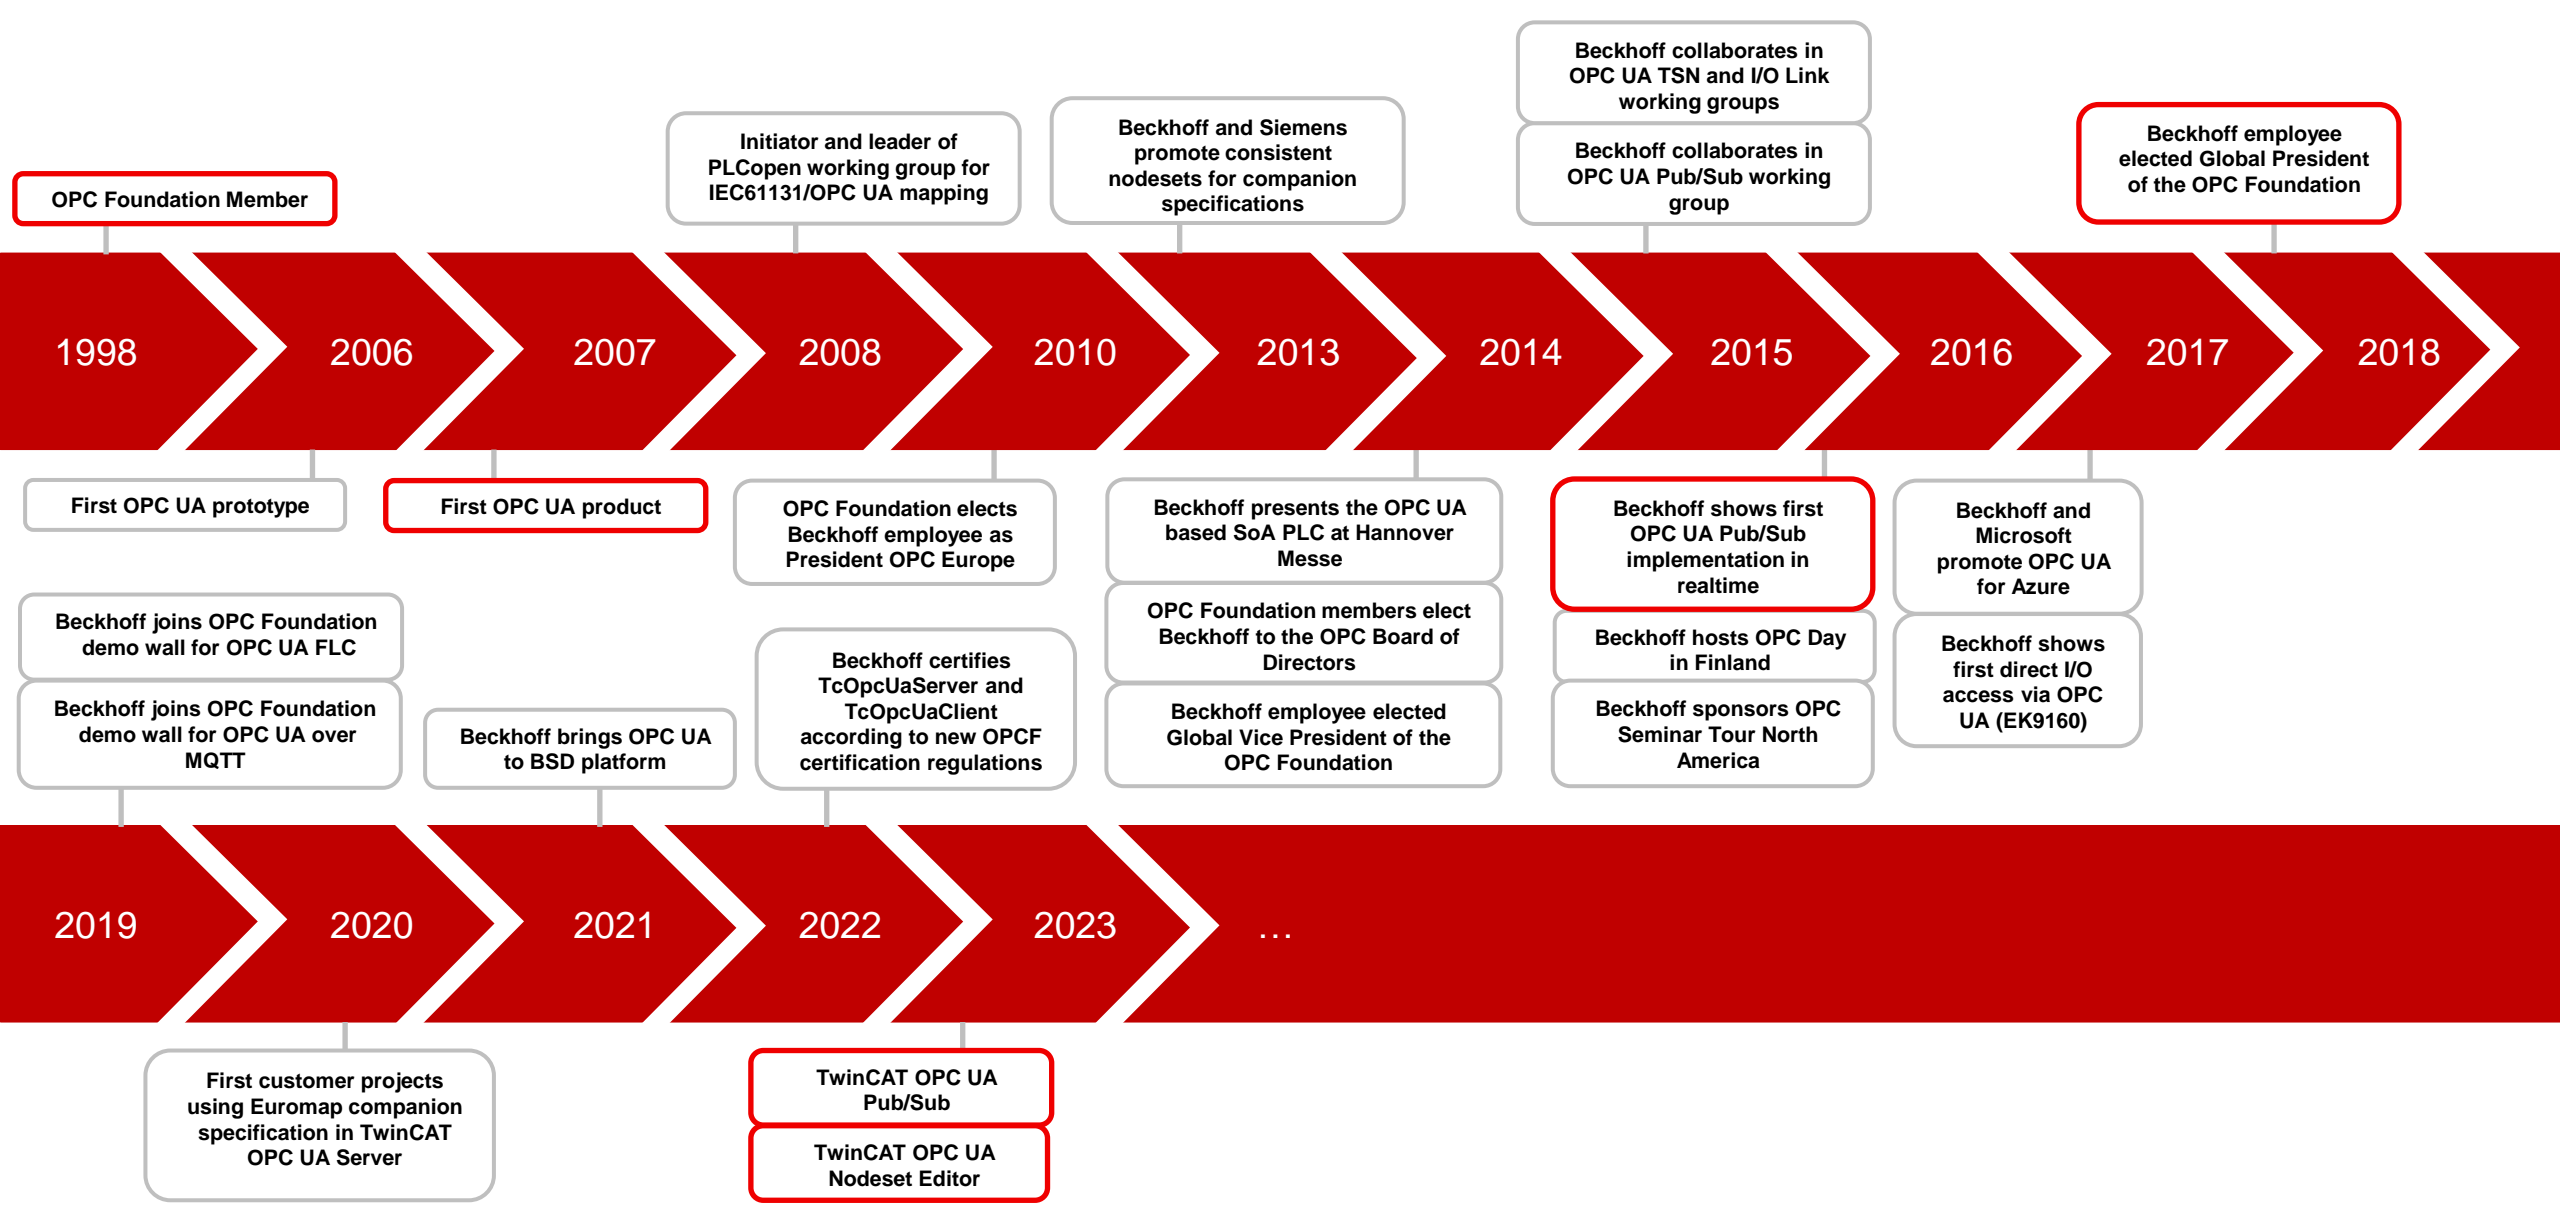 Beckhoff collaborates in
OPC UA TSN and I/O Link
working groups
Beckhoff collaborates in
OPC UA Pub/Sub working
group
OPC Foundation Member
Initiator and leader of
PLCopen working group for
IEC61131/OPC UA mapping
Beckhoff and Siemens
promote consistent
nodesets for companion
specifications
Beckhoff employee
elected Global President
of the OPC Foundation
1998
2006
2007
2008
2010
2013
2014
2015
2016
2017
2018
First OPC UA prototype
First OPC UA product
OPC Foundation elects
Beckhoff employee as
President OPC Europe
Beckhoff presents the OPC UA
based SoA PLC at Hannover
Messe
OPC Foundation members elect
Beckhoff to the OPC Board of
Directors
Beckhoff employee elected
Global Vice President of the
OPC Foundation
Beckhoff shows first
OPC UA Pub/Sub
implementation in
realtime
Beckhoff hosts OPC Day
in Finland
Beckhoff sponsors OPC
Seminar Tour North
America
Beckhoff and
Microsoft
promote OPC UA
for Azure
Beckhoff shows
first direct I/O
access via OPC
UA (EK9160)
Beckhoff joins OPC Foundation
demo wall for OPC UA FLC
Beckhoff joins OPC Foundation
demo wall for OPC UA over
MQTT
Beckhoff brings OPC UA
to BSD platform
Beckhoff certifies
TcOpcUaServer and
TcOpcUaClient
according to new OPCF
certification regulations
2019
2020
2021
2022
2023
...
First customer projects
using Euromap companion
specification in TwinCAT
OPC UA Server
TwinCAT OPC UA
Pub/Sub
TwinCAT OPC UA
Nodeset Editor